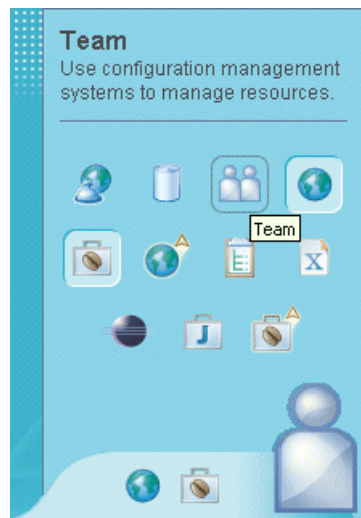 Team
Use configuration management
systems to manage resources.
Team
E
X
J